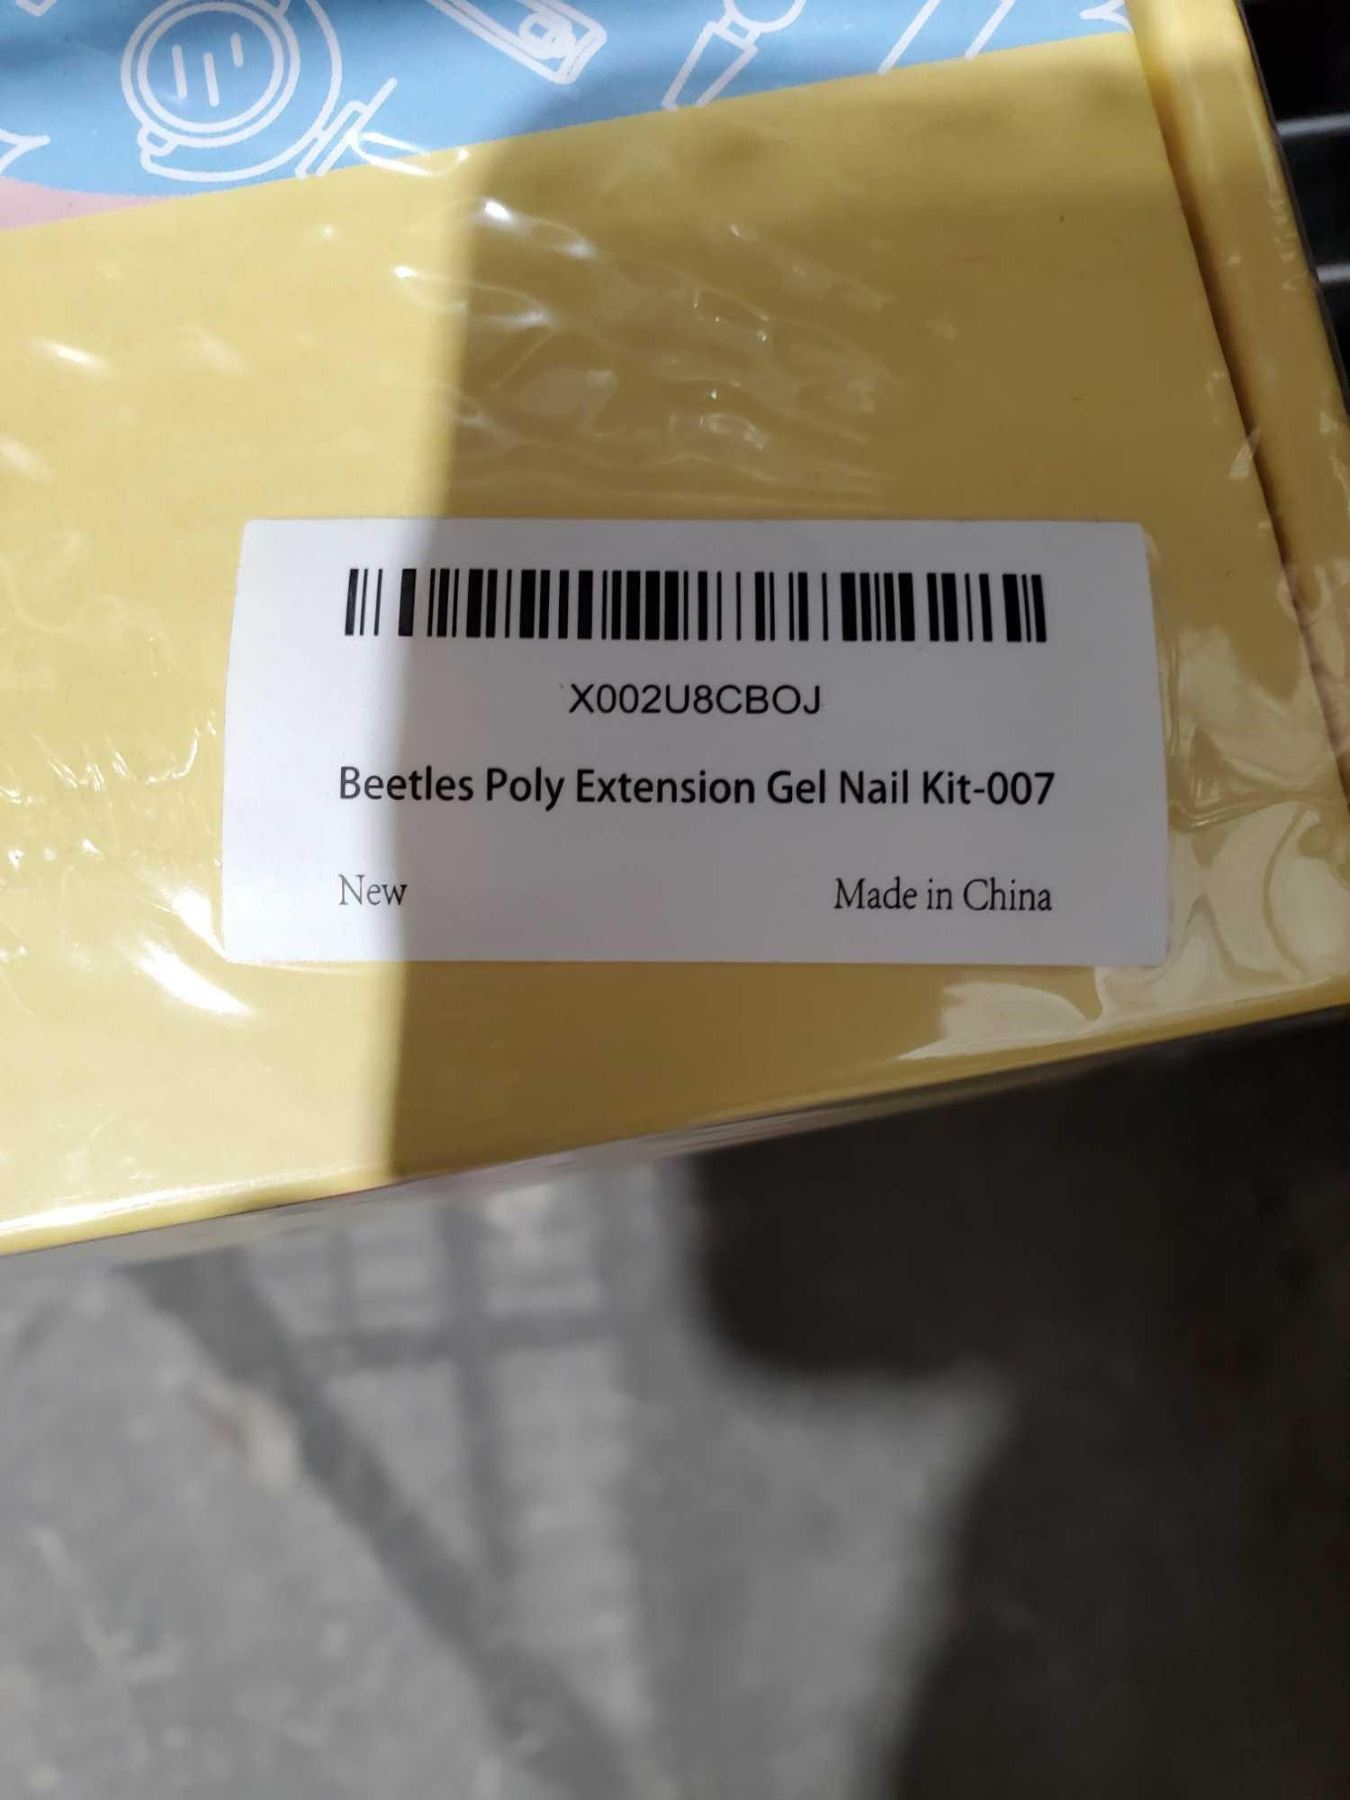 X002U8CBOJ
Beetles Poly Extension Gel Nail Kit-007
New
Made in China